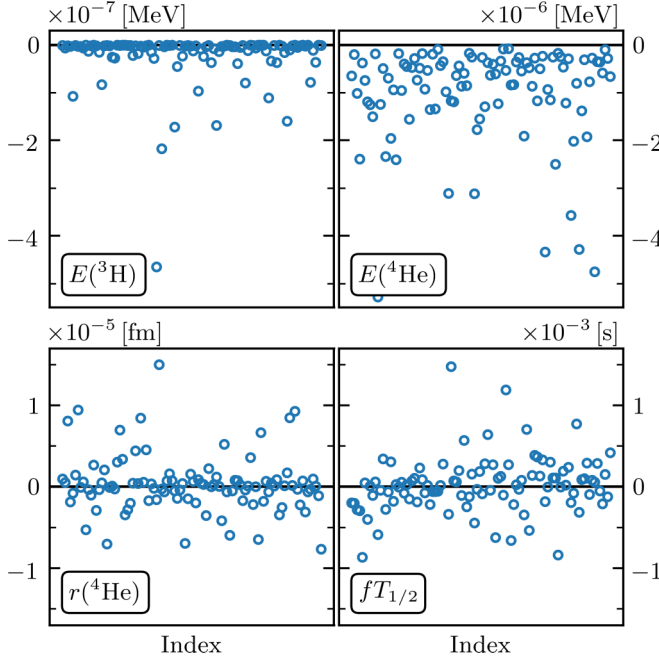 ×10⁻⁷ [MeV] ×10⁻⁶ [MeV]
0 0
−2 −2
−4 −4
E(³H) E(⁴He)
×10⁻⁵ [fm] ×10⁻³ [s]
1 1
0 0
−1 −1
r(⁴He) fT₁/₂
Index Index